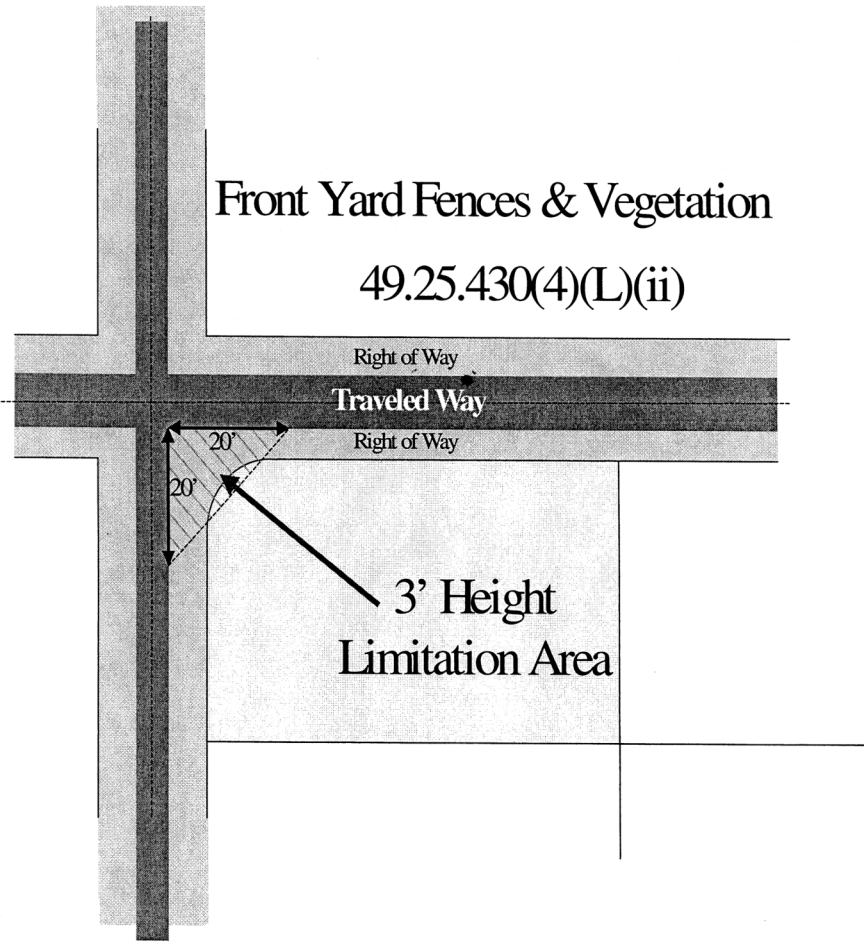 Front Yard Fences & Vegetation
49.25.430(4)(L)(ii)
Right of Way
Traveled Way
Right of Way
20'
20'
3' Height
Limitation Area